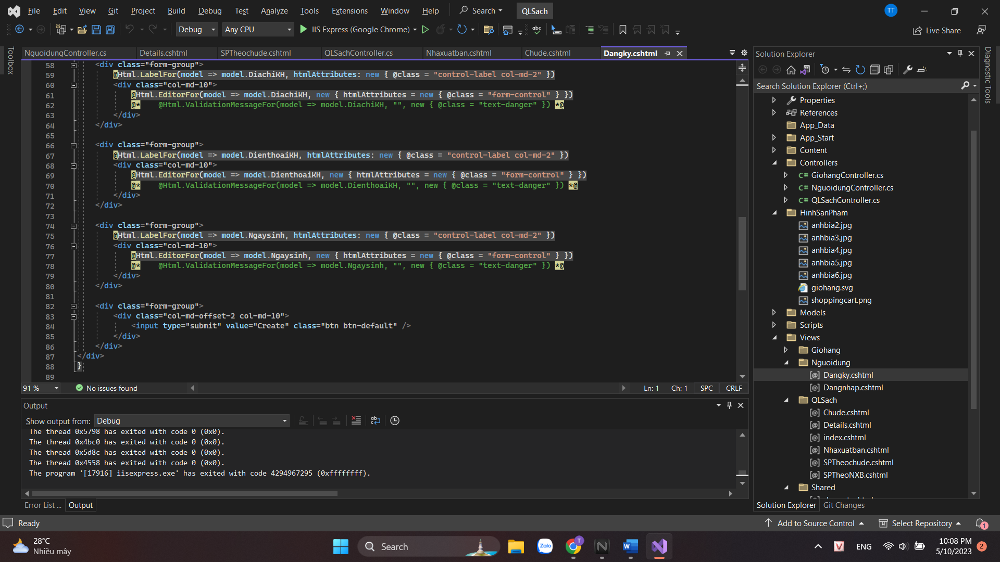 File Edit View Git Project Build Debug Test Analyze Tools Extensions Window Help Search QLSach TT
Debug Any CPU IIS Express (Google Chrome) Live Share
Toolbox
NguoidungController.cs Details.cshtml SPTheochude.cshtml QLSachController.cs Nhaxuatban.cshtml Chude.cshtml Dangky.cshtml
58 <div class="form-group">
59 @Html.LabelFor(model => model.DiachiKH, htmlAttributes: new { @class = "control-label col-md-2" })
60 <div class="col-md-10">
61 @Html.EditorFor(model => model.DiachiKH, new { htmlAttributes = new { @class = "form-control" } })
62 @* @Html.ValidationMessageFor(model => model.DiachiKH, "", new { @class = "text-danger" }) *@
63 </div>
64 </div>
65
66 <div class="form-group">
67 @Html.LabelFor(model => model.DienthoaiKH, htmlAttributes: new { @class = "control-label col-md-2" })
68 <div class="col-md-10">
69 @Html.EditorFor(model => model.DienthoaiKH, new { htmlAttributes = new { @class = "form-control" } })
70 @* @Html.ValidationMessageFor(model => model.DienthoaiKH, "", new { @class = "text-danger" }) *@
71 </div>
72 </div>
73
74 <div class="form-group">
75 @Html.LabelFor(model => model.Ngaysinh, htmlAttributes: new { @class = "control-label col-md-2" })
76 <div class="col-md-10">
77 @Html.EditorFor(model => model.Ngaysinh, new { htmlAttributes = new { @class = "form-control" } })
78 @* @Html.ValidationMessageFor(model => model.Ngaysinh, "", new { @class = "text-danger" }) *@
79 </div>
80 </div>
81
82 <div class="form-group">
83 <div class="col-md-offset-2 col-md-10">
84 <input type="submit" value="Create" class="btn btn-default" />
85 </div>
86 </div>
87 </div>
88 }
89
91 % No issues found Ln: 1 Ch: 1 SPC CRLF
Output
Show output from: Debug
The thread 0x5798 has exited with code 0 (0x0).
The thread 0x4bc0 has exited with code 0 (0x0).
The thread 0x5d8c has exited with code 0 (0x0).
The thread 0x4558 has exited with code 0 (0x0).
The program '[17916] iisexpress.exe' has exited with code 4294967295 (0xffffffff).
Error List ... Output
Solution Explorer
Search Solution Explorer (Ctrl+;)
Properties
References
App_Data
App_Start
Content
Controllers
C# GiohangController.cs
C# NguoidungController.cs
C# QLSachController.cs
HinhSanPham
anhbia2.jpg
anhbia3.jpg
anhbia4.jpg
anhbia5.jpg
anhbia6.jpg
giohang.svg
shoppingcart.png
Models
Scripts
Views
Giohang
Nguoidung
[@] Dangky.cshtml
[@] Dangnhap.cshtml
QLSach
[@] Chude.cshtml
[@] Details.cshtml
[@] index.cshtml
[@] Nhaxuatban.cshtml
[@] SPTheochude.cshtml
[@] SPTheoNXB.cshtml
Shared
Solution Explorer Git Changes
Diagnostic Tools
Ready Add to Source Control Select Repository 1
28°C
Nhiều mây
Search
Zalo
T
N
W
V
ENG
10:08 PM
5/10/2023
2